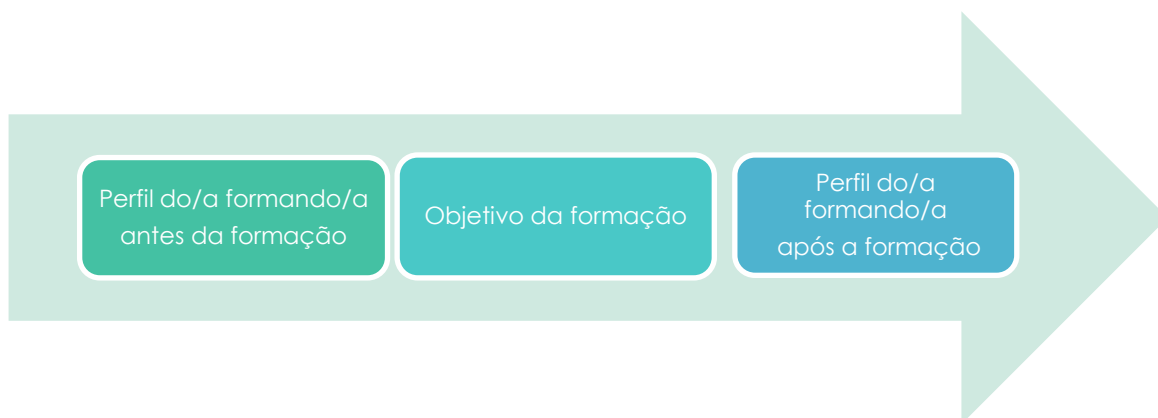 Perfil do/a formando/a
antes da formação
Objetivo da formação
Perfil do/a
formando/a
após a formação